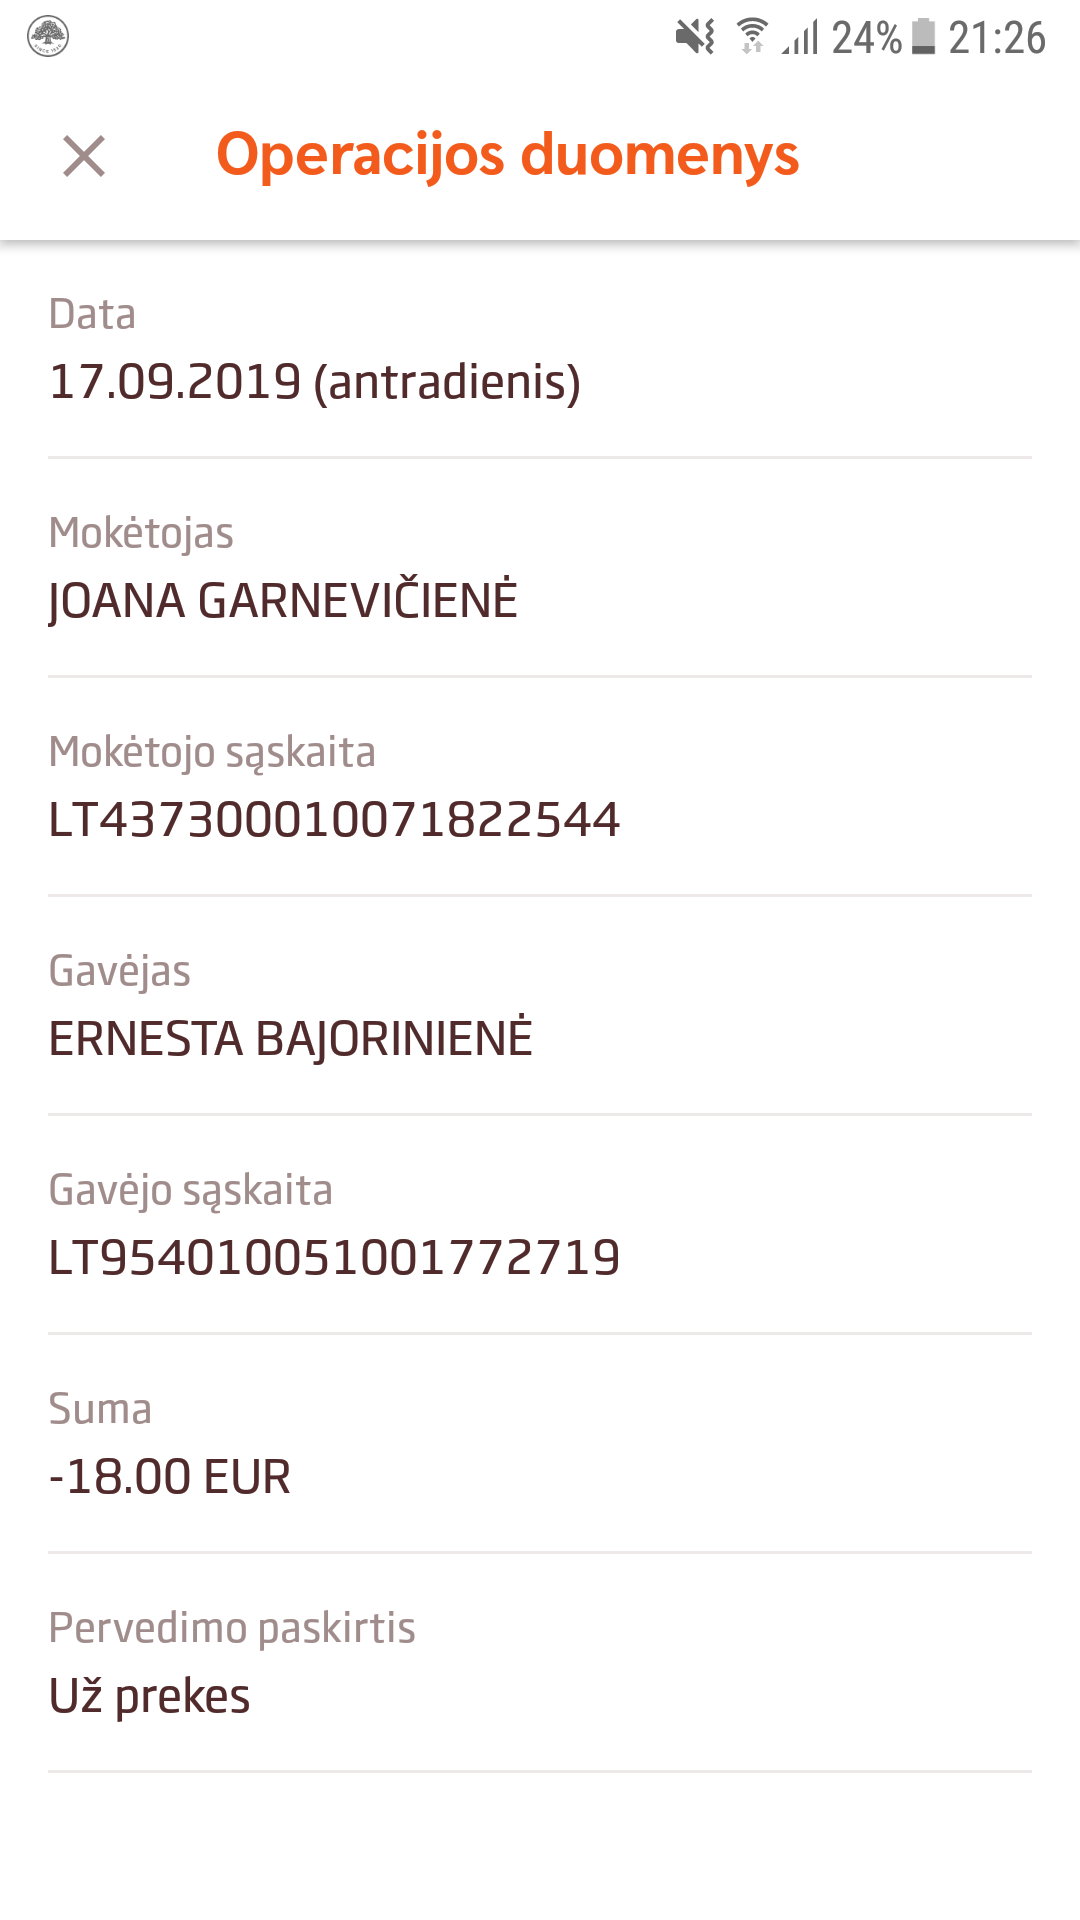 24% 21:26
Operacijos duomenys
Data
17.09.2019 (antradienis)
Mokėtojas
JOANA GARNEVIČIENĖ
Mokėtojo sąskaita
LT437300010071822544
Gavėjas
ERNESTA BAJORINIENĖ
Gavėjo sąskaita
LT954010051001772719
Suma
-18.00 EUR
Pervedimo paskirtis
Už prekes